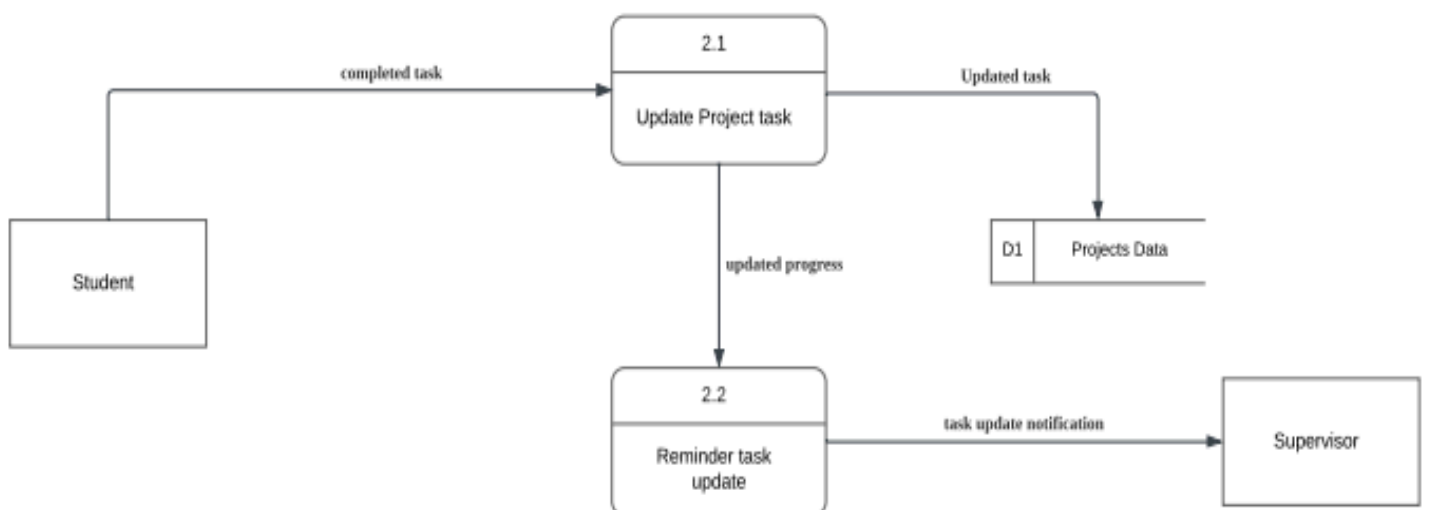 2.1
completed task
Updated task
Update Project task
D1
Projects Data
updated progress
Student
2.2
task update notification
Supervisor
Reminder task
update